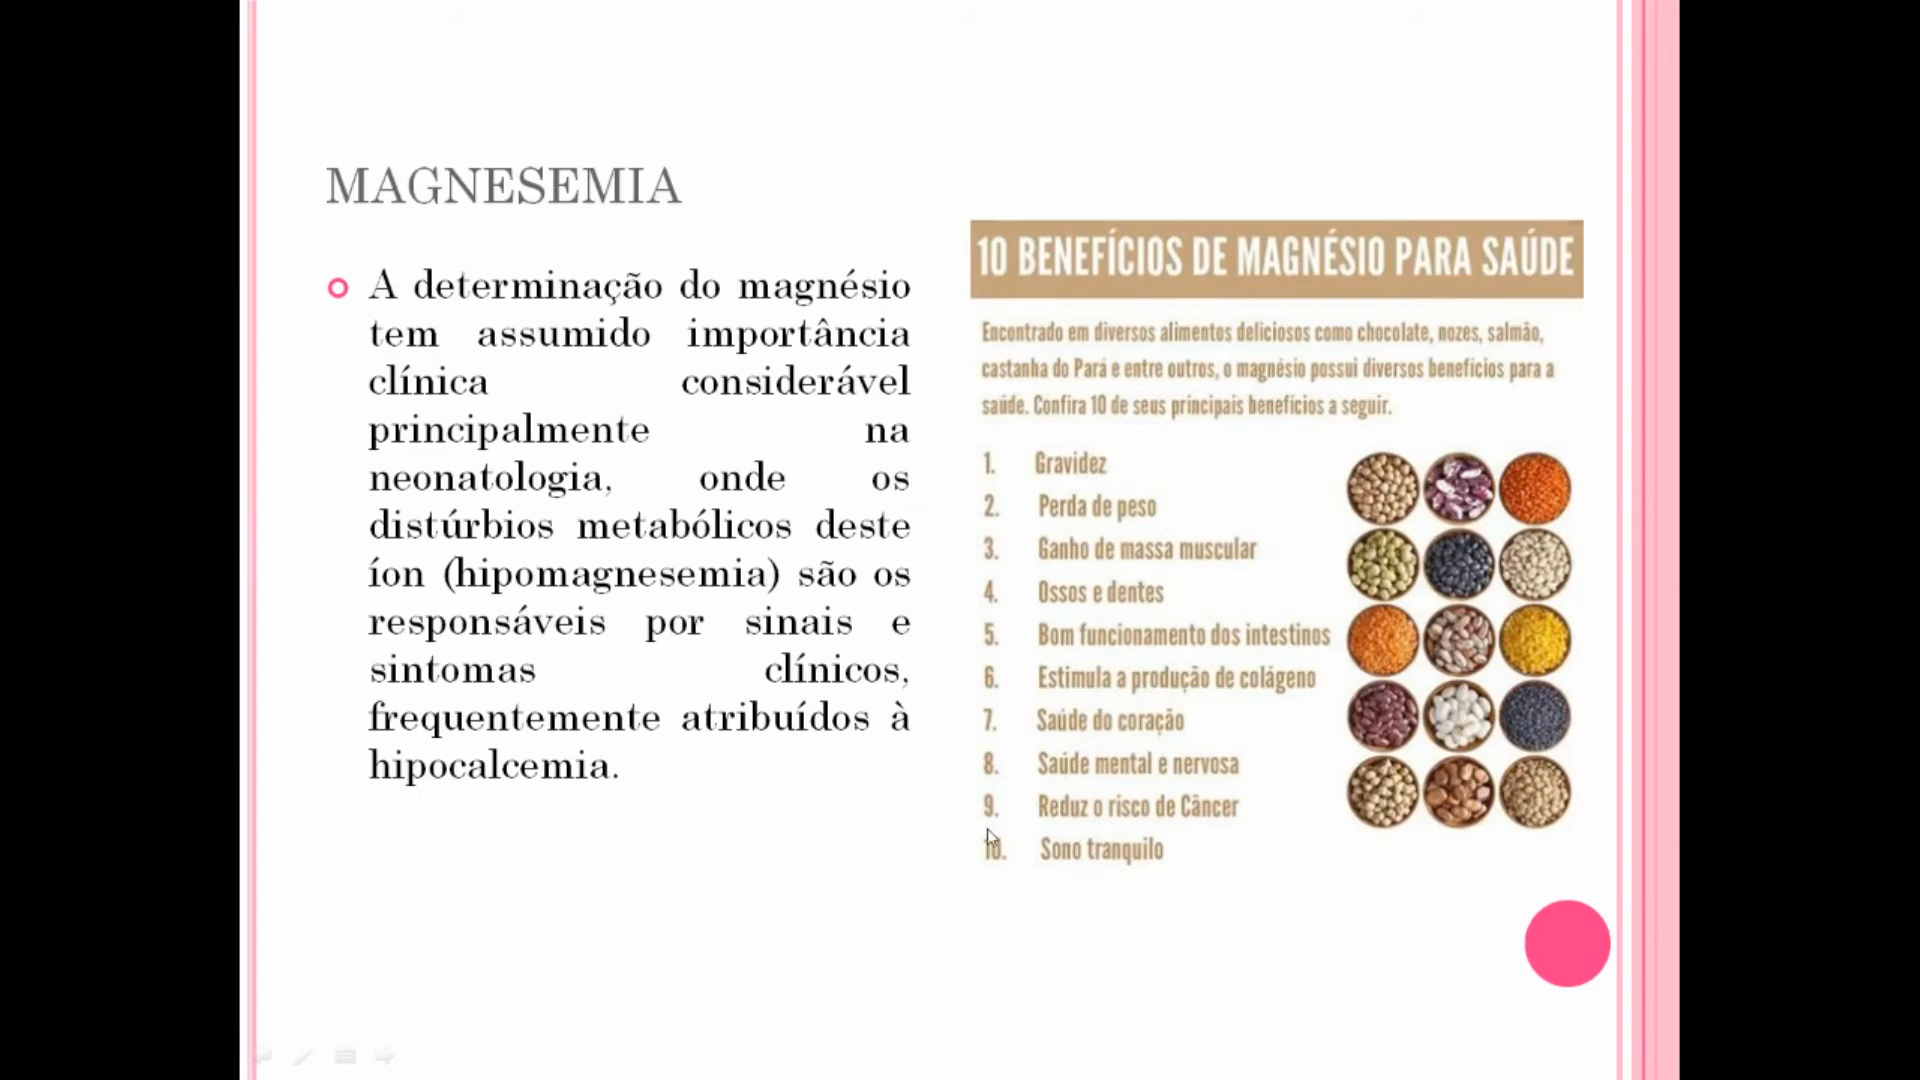 MAGNESEMIA
A determinação do magnésio
tem assumido importância
clínica considerável
principalmente na
neonatologia, onde os
distúrbios metabólicos deste
íon (hipomagnesemia) são os
responsáveis por sinais e
sintomas clínicos,
frequentemente atribuídos à
hipocalcemia.
10 BENEFÍCIOS DE MAGNÉSIO PARA SAÚDE
Encontrado em diversos alimentos deliciosos como chocolate, nozes, salmão,
castanha do Pará e entre outros, o magnésio possui diversos benefícios para a
saúde. Confira 10 de seus principais benefícios a seguir.
1. Gravidez
2. Perda de peso
3. Ganho de massa muscular
4. Ossos e dentes
5. Bom funcionamento dos intestinos
6. Estimula a produção de colágeno
7. Saúde do coração
8. Saúde mental e nervosa
9. Reduz o risco de Câncer
10. Sono tranquilo